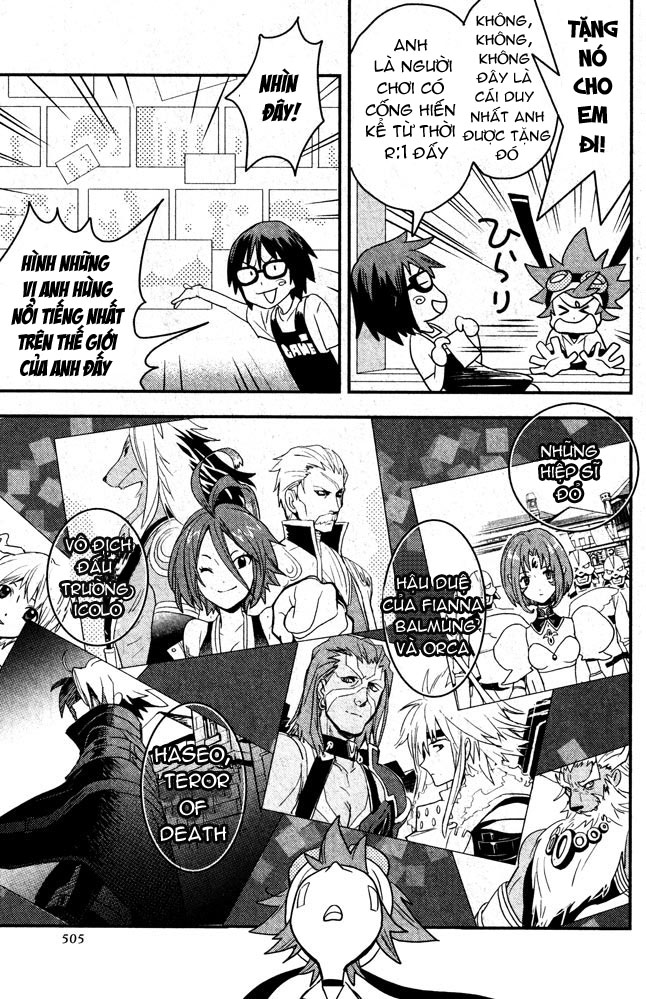 TẶNG
NÓ
CHO
EM
ĐI!
KHÔNG,
KHÔNG,
KHÔNG
ĐÂY LÀ
CÁI DUY
NHẤT ANH
ĐƯỢC TẶNG
ĐÓ
ANH
LÀ NGƯỜI
CHƠI CÓ
CỐNG HIẾN
KỂ TỪ THỜI
R:1 ĐẤY
ひらり
NHÌN
ĐÂY!
HÌNH NHỮNG
VỊ ANH HÙNG
NỔI TIẾNG NHẤT
TRÊN THẾ GIỚI
CỦA ANH ĐẤY
GAME
NHỮNG
HIỆP SĨ
ĐỎ
HẬU DUỆ
CỦA FIANNA
BALMUNG
VÀ ORCA
VÔ ĐỊCH
ĐẤU
TRƯỜNG,
ICOLO
HASEO,
TEROR
OF
DEATH
505